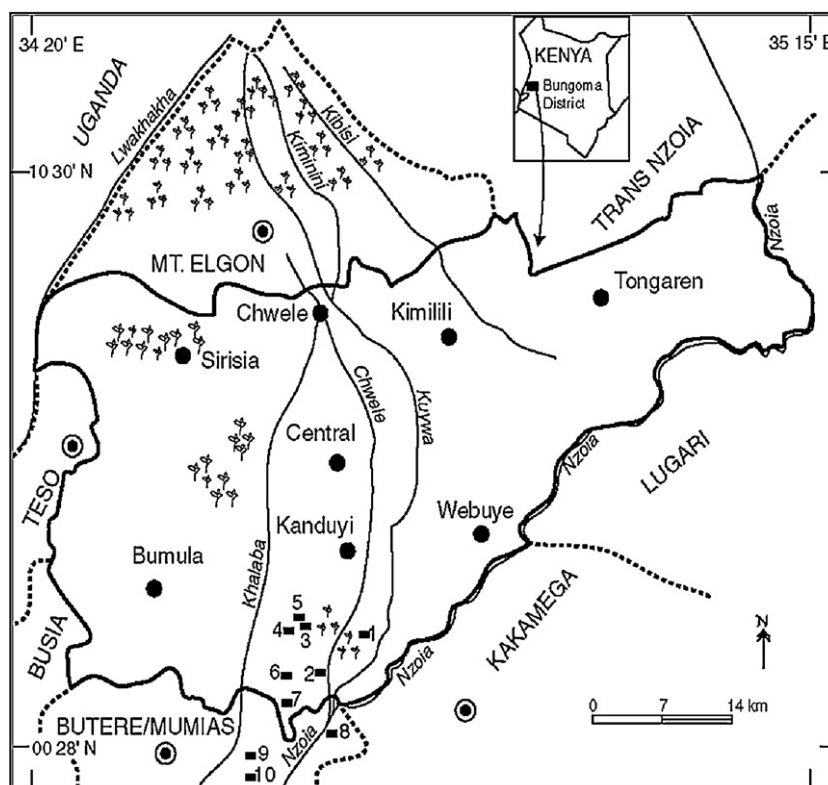 34 20' E
35 15'
UGANDA
Lwakhakha
Kiminini
Kibisi
KENYA
Bungoma
District
10 30' N
TRANS NZOIA
Nzoia
MT. ELGON
Chwele
Kimilili
Tongaren
Sirisia
Chwele
Kuywa
Central
Nzoia
LUGARI
TESO
Kanduyi
Webuye
Bumula
Khalaba
KAKAMEGA
BUSIA
5
4
3
1
N
6
2
Nzoia
7
0 7 14 km
BUTERE/MUMIAS
Nzoia
8
00 28' N
9
10